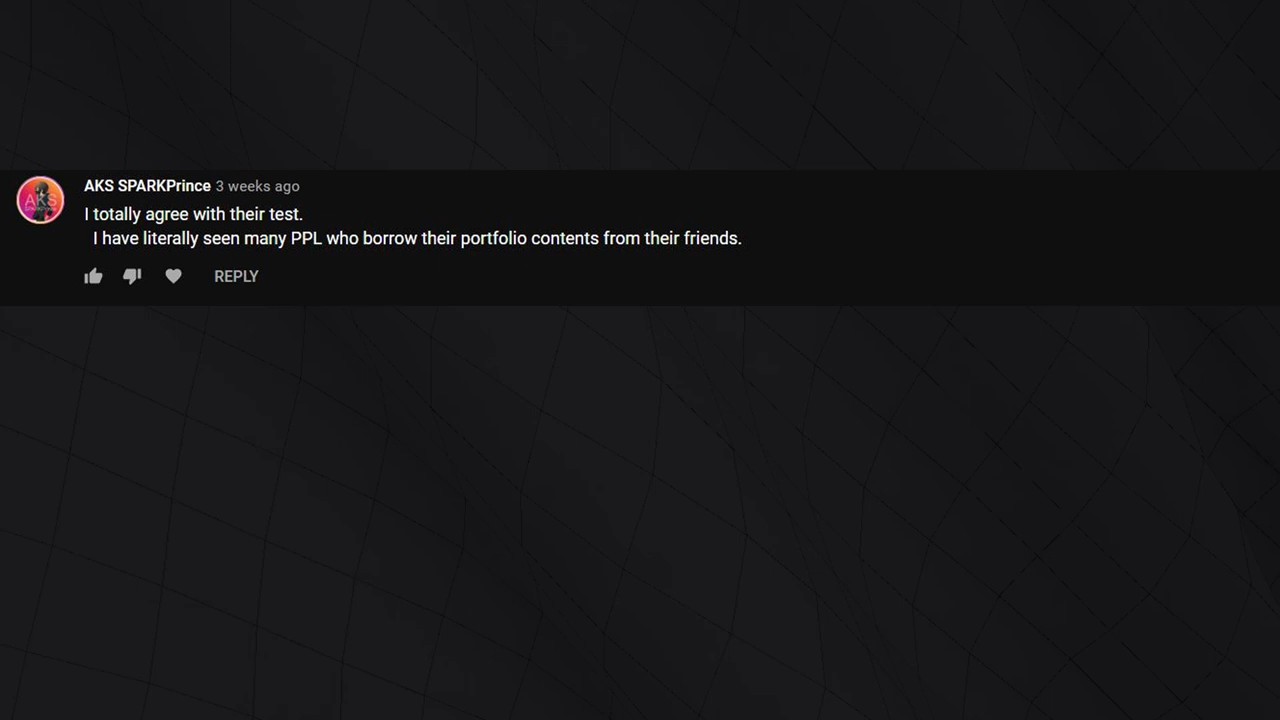 AKS SPARKPrince 3 weeks ago
I totally agree with their test.
I have literally seen many PPL who borrow their portfolio contents from their friends.
REPLY
AKS